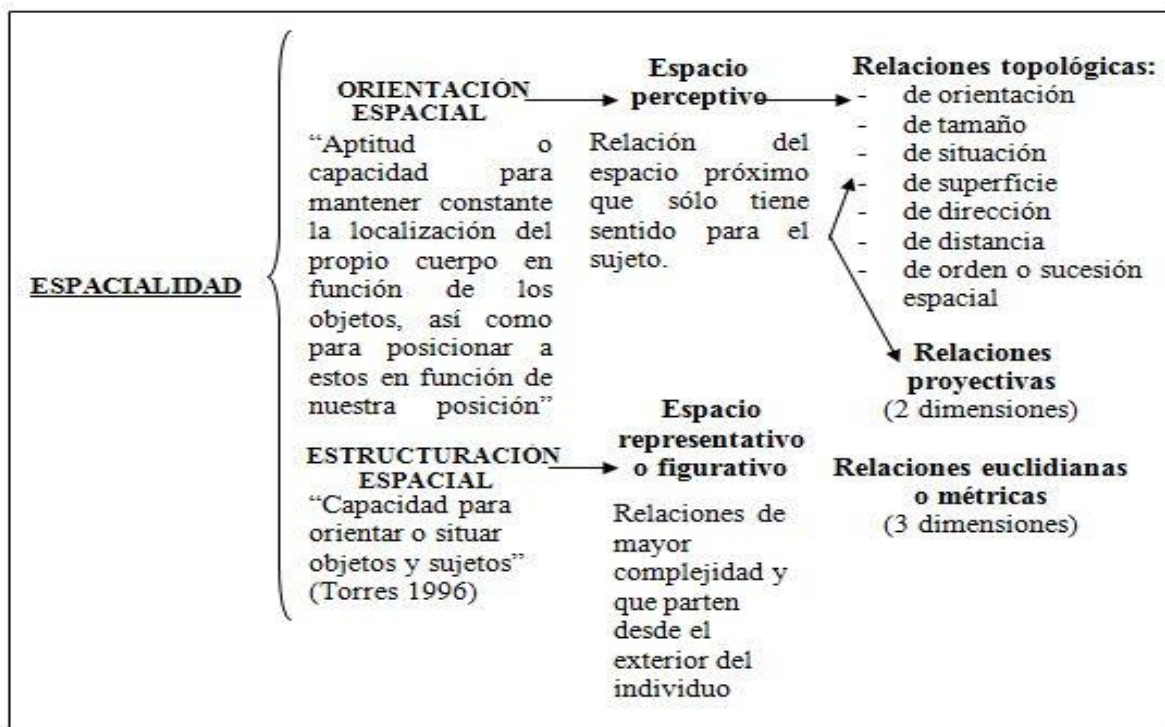 ESPACIALIDAD
ORIENTACIÓN
ESPACIAL
“Aptitud o
capacidad para
mantener constante
la localización del
propio cuerpo en
función de los
objetos, así como
para posicionar a
estos en función de
nuestra posición”
ESTRUCTURACIÓN
ESPACIAL
“Capacidad para
orientar o situar
objetos y sujetos”
(Torres 1996)
Espacio
perceptivo
Relación del
espacio próximo
que sólo tiene
sentido para el
sujeto.
Espacio
representativo
o figurativo
Relaciones de
mayor
complejidad y
que parten
desde el
exterior del
individuo
Relaciones topológicas:
- de orientación
- de tamaño
- de situación
- de superficie
- de dirección
- de distancia
- de orden o sucesión
espacial
Relaciones
proyectivas
(2 dimensiones)
Relaciones euclidianas
o métricas
(3 dimensiones)